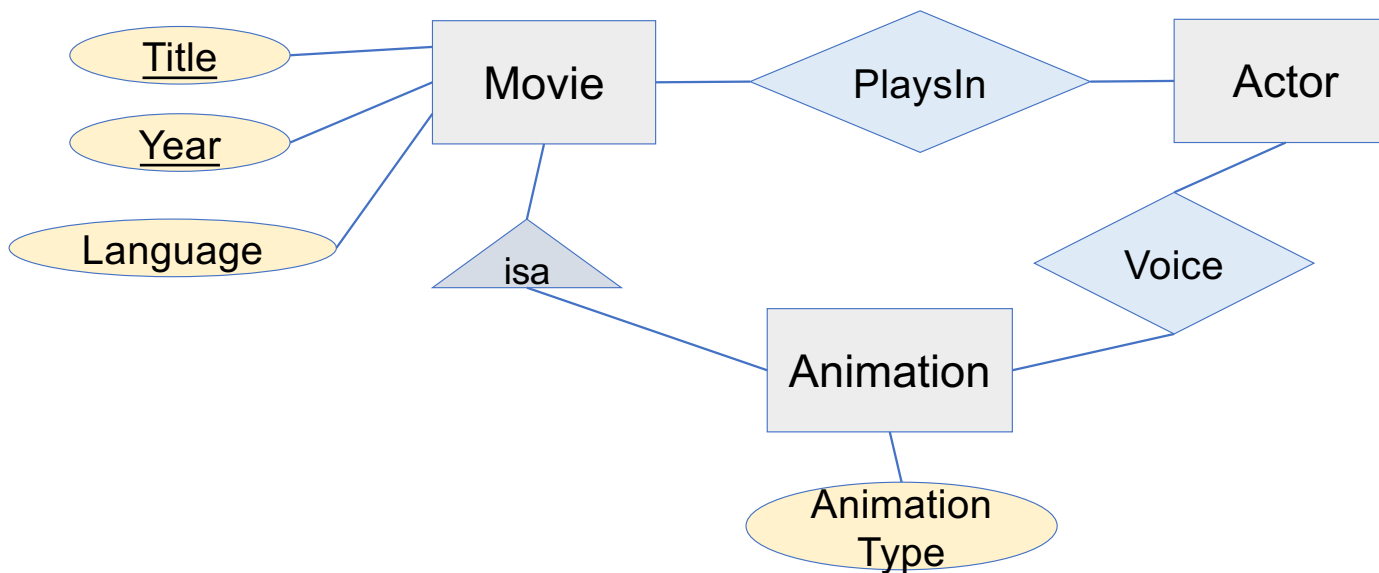 Title
Movie
PlaysIn
Actor
Year
Language
isa
Voice
Animation
Animation
Type